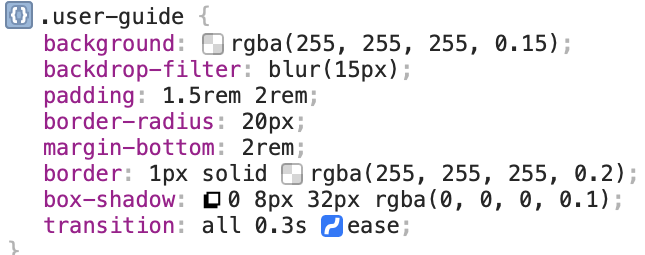 {} .user-guide {
background: rgba(255, 255, 255, 0.15);
backdrop-filter: blur(15px);
padding: 1.5rem 2rem;
border-radius: 20px;
margin-bottom: 2rem;
border: 1px solid rgba(255, 255, 255, 0.2);
box-shadow: 0 8px 32px rgba(0, 0, 0, 0.1);
transition: all 0.3s ease;
}